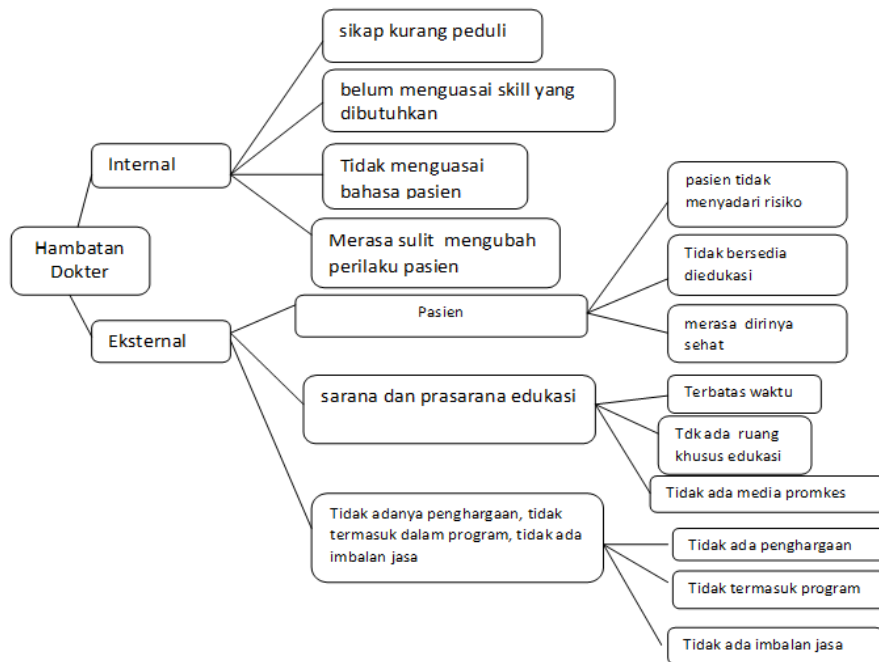 Hambatan
Dokter
Internal
sikap kurang peduli
belum menguasai skill yang
dibutuhkan
Tidak menguasai
bahasa pasien
Merasa sulit mengubah
perilaku pasien
Eksternal
Pasien
pasien tidak
menyadari risiko
Tidak bersedia
diedukasi
merasa dirinya
sehat
sarana dan prasarana edukasi
Terbatas waktu
Tdk ada ruang
khusus edukasi
Tidak ada media promkes
Tidak adanya penghargaan, tidak
termasuk dalam program, tidak ada
imbalan jasa
Tidak ada penghargaan
Tidak termasuk program
Tidak ada imbalan jasa